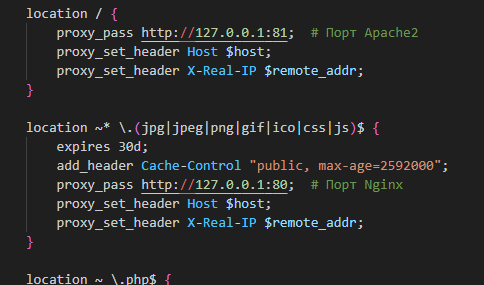 location / {
proxy_pass http://127.0.0.1:81;  # Порт Apache2
proxy_set_header Host $host;
proxy_set_header X-Real-IP $remote_addr;
}
location ~* \.(jpg|jpeg|png|gif|ico|css|js)$ {
expires 30d;
add_header Cache-Control "public, max-age=2592000";
proxy_pass http://127.0.0.1:80;  # Порт Nginx
proxy_set_header Host $host;
proxy_set_header X-Real-IP $remote_addr;
}
location ~ \.php$ {